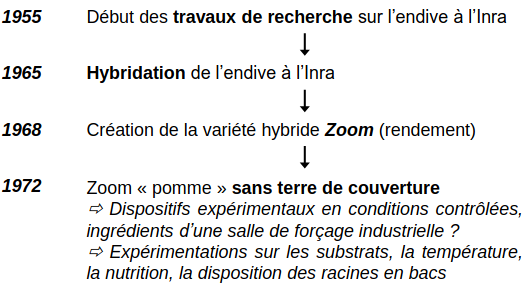 1955 Début des travaux de recherche sur l'endive à l'Inra
1965 Hybridation de l'endive à l'Inra
1968 Création de la variété hybride Zoom (rendement)
1972 Zoom « pomme » sans terre de couverture
⇨ Dispositifs expérimentaux en conditions contrôlées,
ingrédients d'une salle de forçage industrielle ?
⇨ Expérimentations sur les substrats, la température,
la nutrition, la disposition des racines en bacs